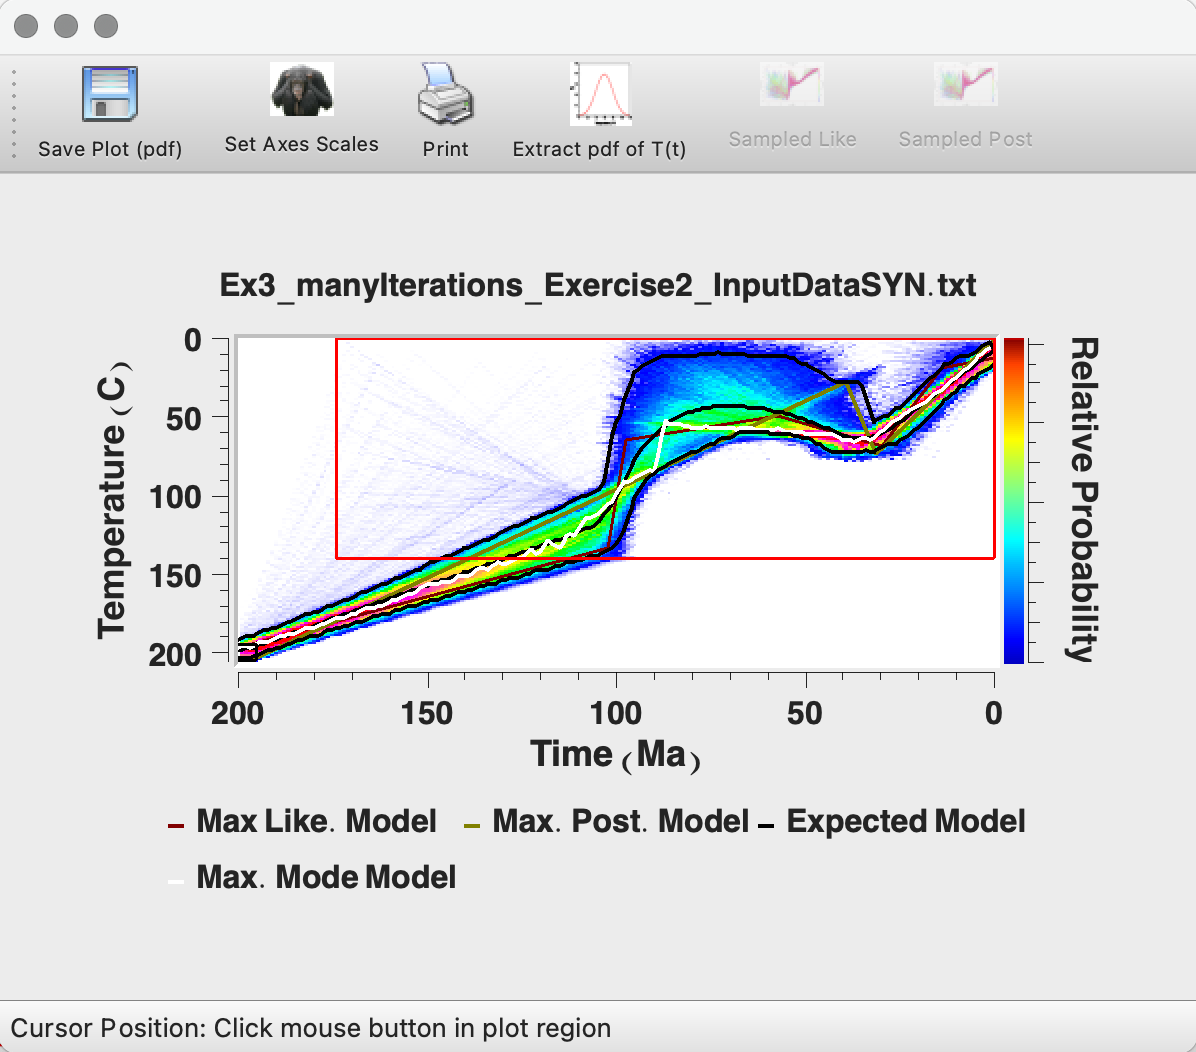 Save Plot (pdf)
Set Axes Scales
Print
Extract pdf of T(t)
Sampled Like
Sampled Post
Ex3_manyIterations_Exercise2_InputDataSYN.txt
Temperature (C)
0
50
100
150
200
Relative Probability
200 150 100 50 0
Time (Ma)
Max Like. Model Max. Post. Model Expected Model
Max. Mode Model
Cursor Position: Click mouse button in plot region